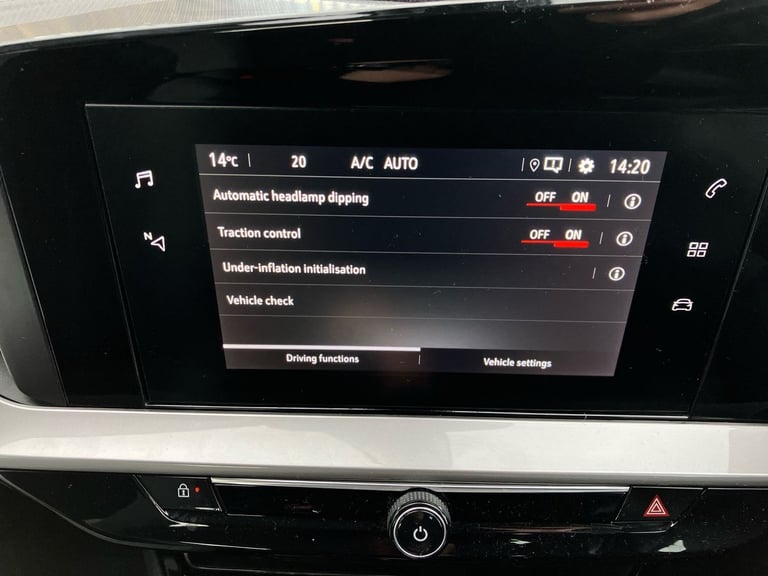 14°C 20 A/C AUTO 14:20
Automatic headlamp dipping OFF ON
Traction control OFF ON
N
Under-inflation initialisation
Vehicle check
Driving functions Vehicle settings